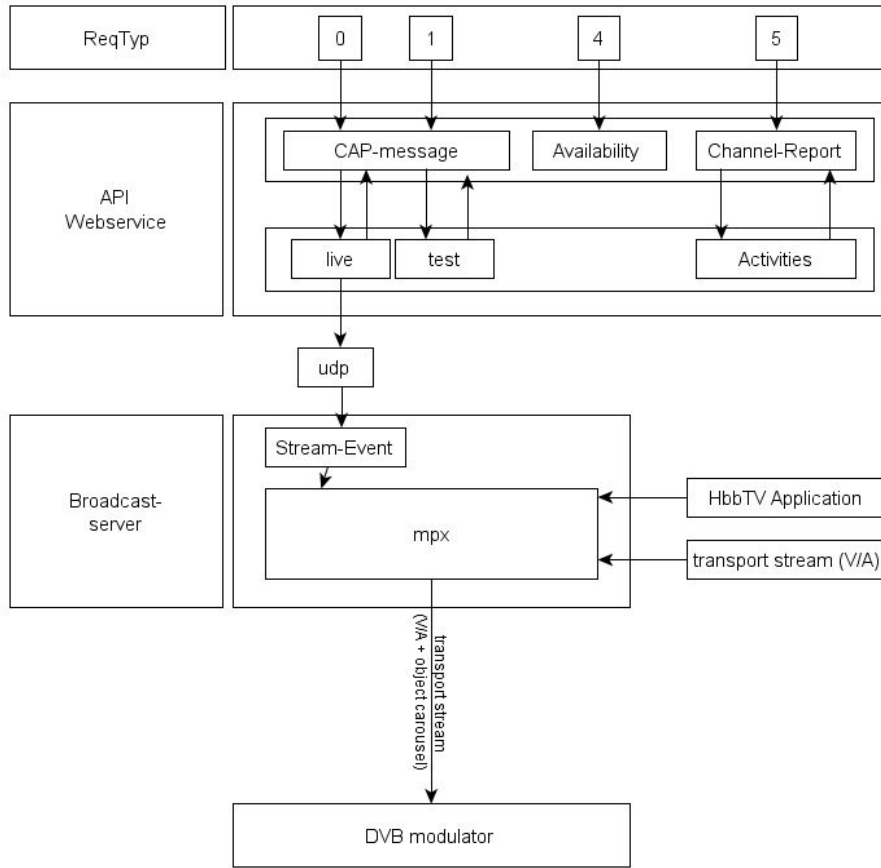 ReqTyp
0
1
4
5
API
Webservice
CAP-message
Availability
Channel-Report
live
test
Activities
udp
Broadcast-
server
Stream-Event
mpx
HbbTV Application
transport stream (V/A)
transport stream
(V/A + object carousel)
DVB modulator